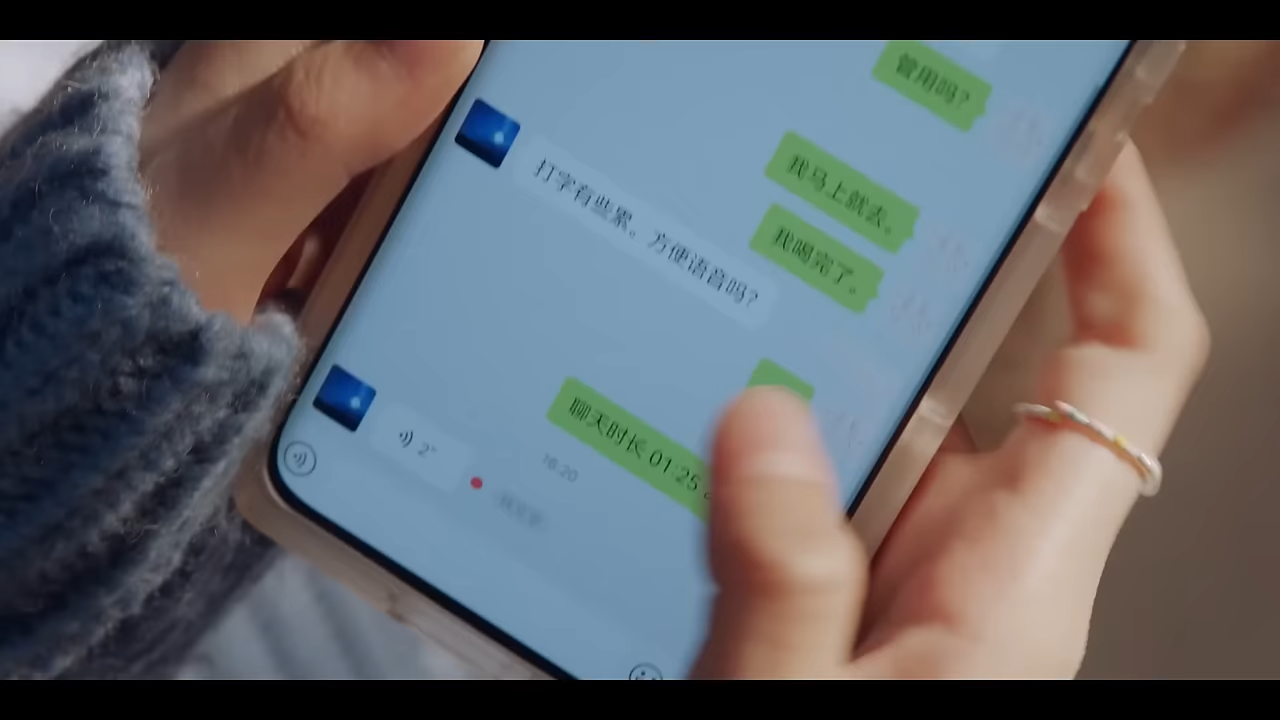 管用吗？
我马上就去。
我喝完了。
打字有些累。方便语音吗？
聊天时长 01:25
16:20
2"